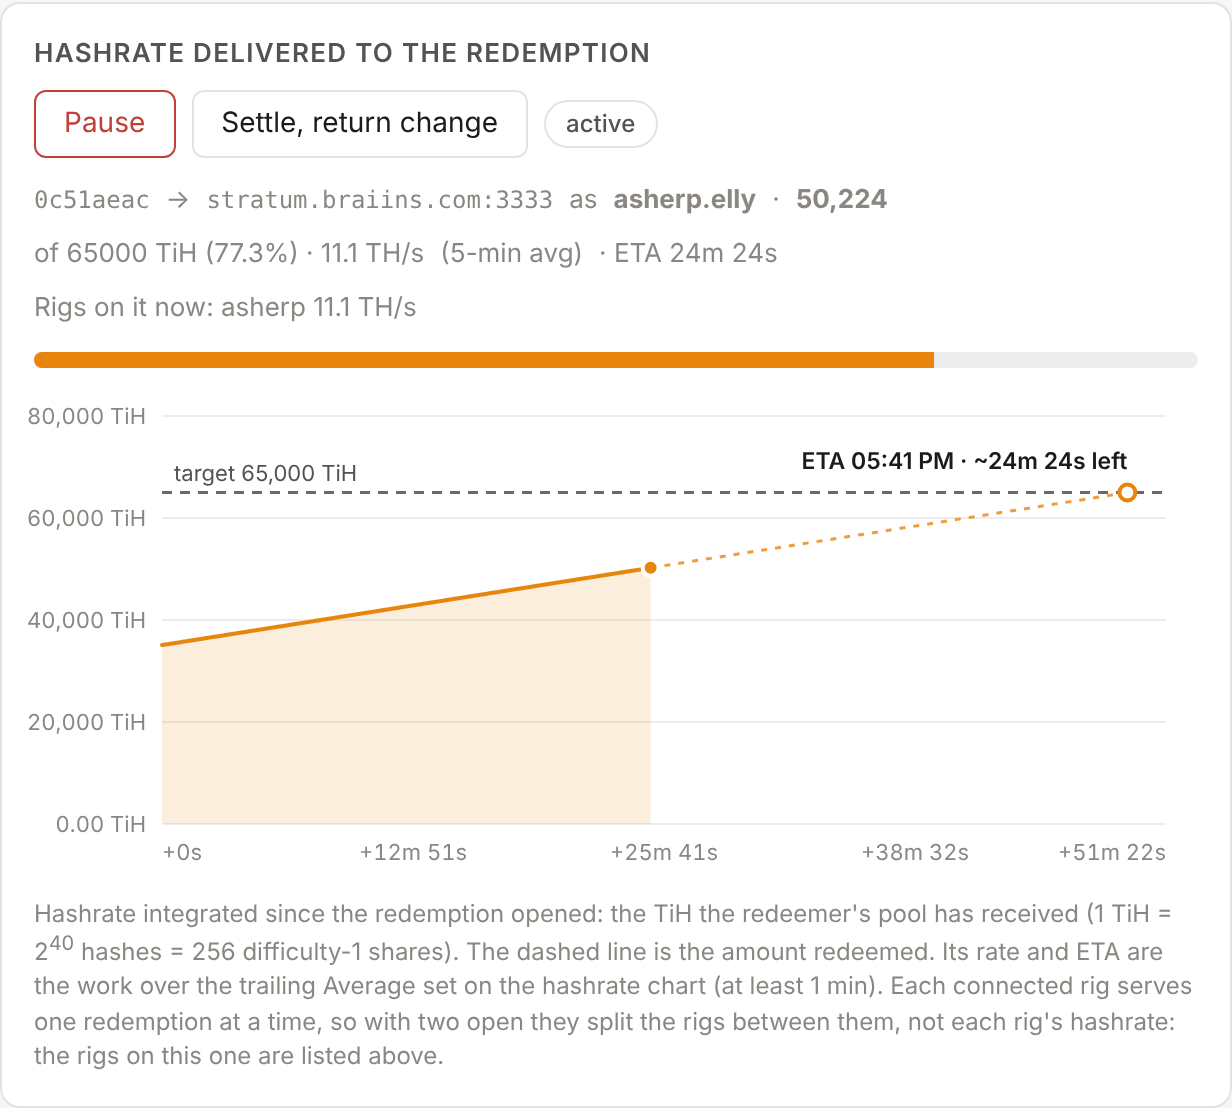 HASHRATE DELIVERED TO THE REDEMPTION
Pause
Settle, return change
active
0c51aeac → stratum.braiins.com:3333 as asherp.elly · 50,224
of 65000 TiH (77.3%) · 11.1 TH/s (5-min avg) · ETA 24m 24s
Rigs on it now: asherp 11.1 TH/s
80,000 TiH
target 65,000 TiH
ETA 05:41 PM · ~24m 24s left
60,000 TiH
40,000 TiH
20,000 TiH
0.00 TiH
+0s
+12m 51s
+25m 41s
+38m 32s
+51m 22s
Hashrate integrated since the redemption opened: the TiH the redeemer's pool has received (1 TiH =
2⁴⁰ hashes = 256 difficulty-1 shares). The dashed line is the amount redeemed. Its rate and ETA are
the work over the trailing Average set on the hashrate chart (at least 1 min). Each connected rig serves
one redemption at a time, so with two open they split the rigs between them, not each rig's hashrate:
the rigs on this one are listed above.